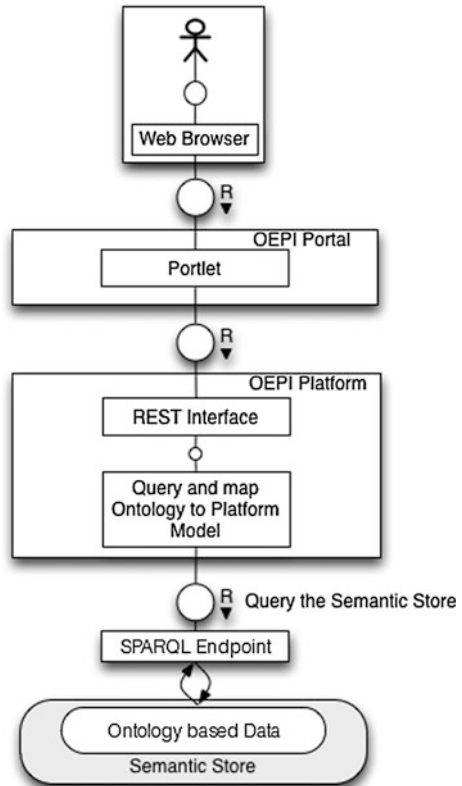 Web Browser
R
OEPI Portal
Portlet
R
OEPI Platform
REST Interface
Query and map
Ontology to Platform
Model
R
Query the Semantic Store
SPARQL Endpoint
Ontology based Data
Semantic Store